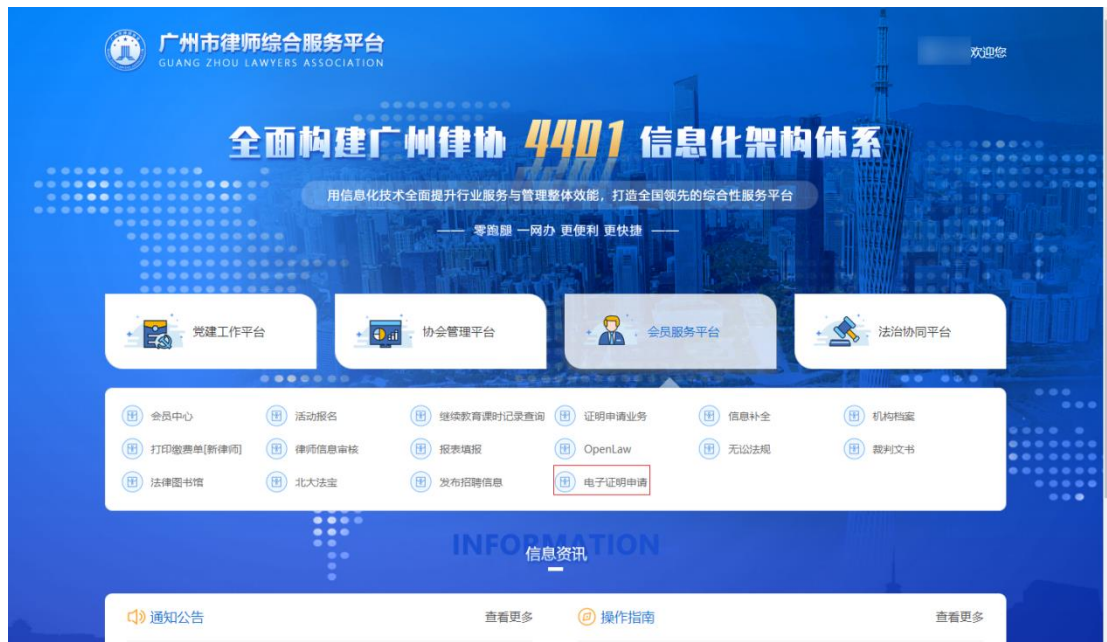 广州市律师综合服务平台
GUANG ZHOU LAWYERS ASSOCIATION
欢迎您
全面构建广州律协 4401 信息化架构体系
用信息化技术全面提升行业服务与管理整体效能，打造全国领先的综合性服务平台
—— 零跑腿 一网办 更便利 更快捷 ——
党建工作平台 协会管理平台 会员服务平台 法治协同平台
会员中心 活动报名 继续教育课时记录查询 证明申请业务 信息补全 机构档案
打印缴费单[新律师] 律师信息审核 报表填报 OpenLaw 无讼法规 裁判文书
法律图书馆 北大法宝 发布招聘信息 电子证明申请
INFORMATION
信息资讯
通知公告 查看更多 操作指南 查看更多